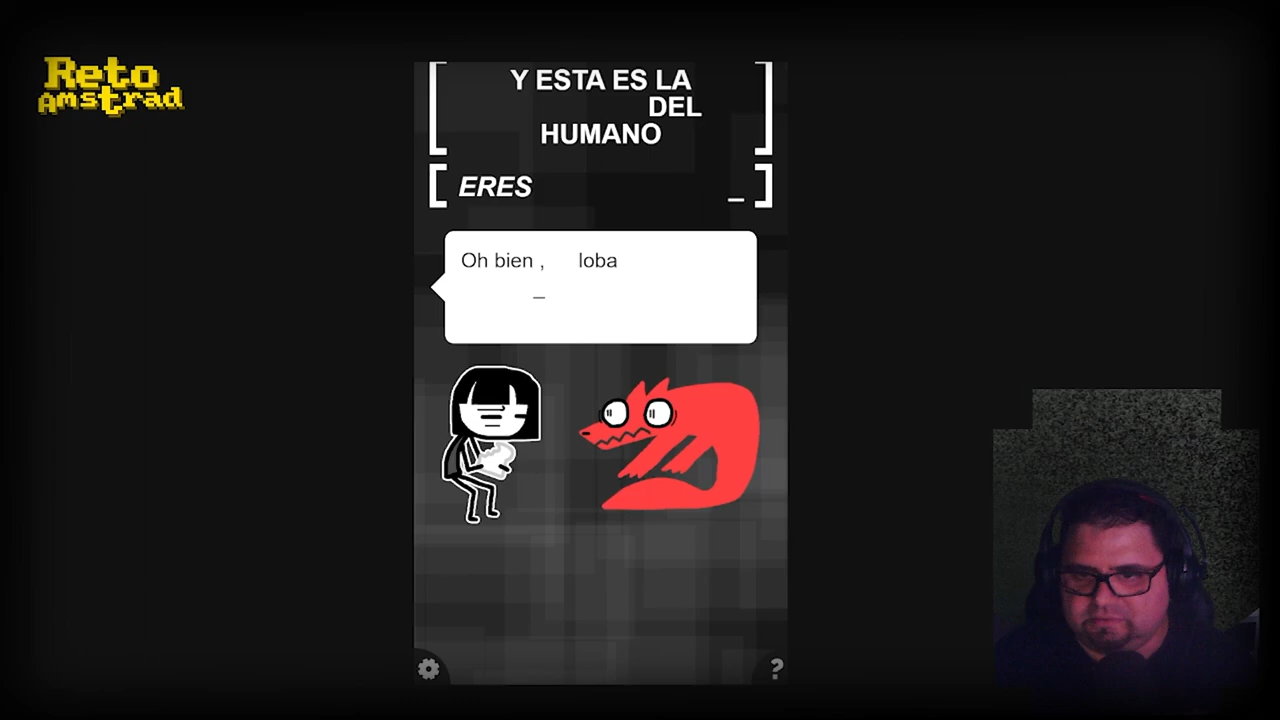 Reto
Amstrad
Y ESTA ES LA
DEL
HUMANO
ERES _
Oh bien , loba
_
?